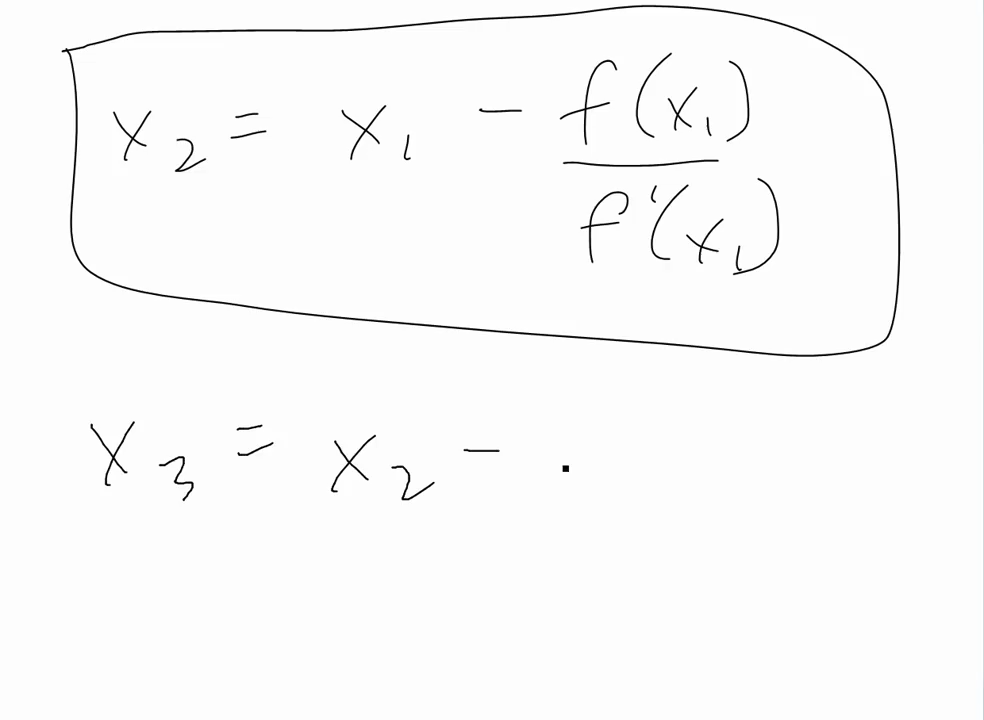 x₂ = x₁ - f(x₁) / f'(x₁)
x₃ = x₂ -